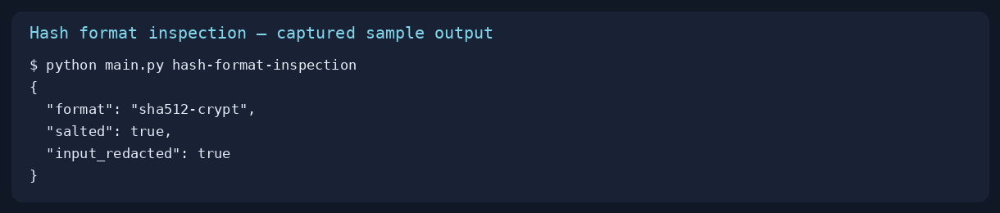 Hash format inspection — captured sample output
$ python main.py hash-format-inspection
{
  "format": "sha512-crypt",
  "salted": true,
  "input_redacted": true
}